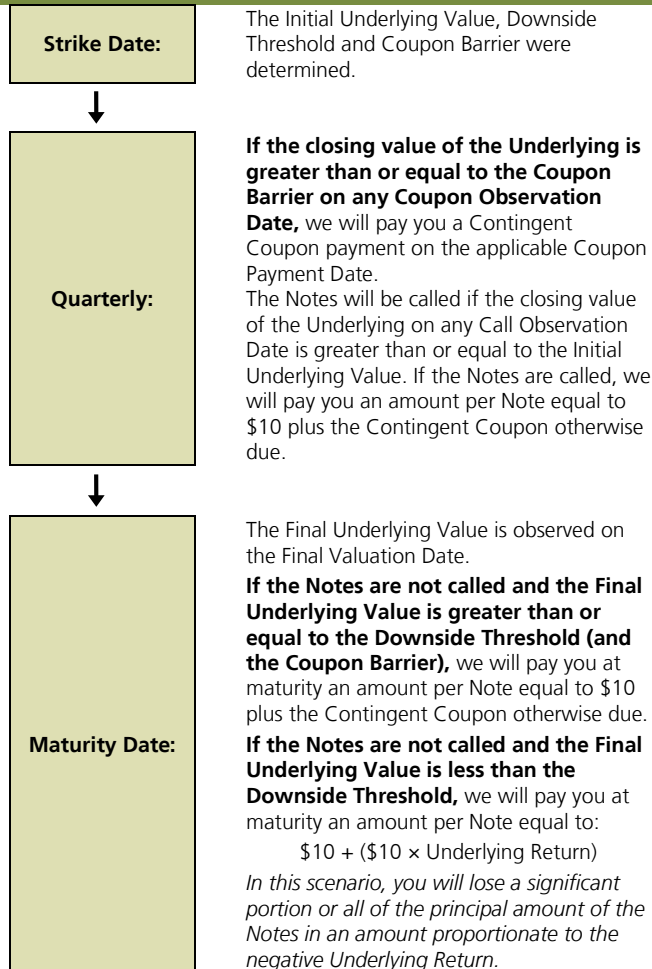 Strike Date:
The Initial Underlying Value, Downside
Threshold and Coupon Barrier were
determined.
Quarterly:
If the closing value of the Underlying is
greater than or equal to the Coupon
Barrier on any Coupon Observation
Date, we will pay you a Contingent
Coupon payment on the applicable Coupon
Payment Date.
The Notes will be called if the closing value
of the Underlying on any Call Observation
Date is greater than or equal to the Initial
Underlying Value. If the Notes are called, we
will pay you an amount per Note equal to
$10 plus the Contingent Coupon otherwise
due.
Maturity Date:
The Final Underlying Value is observed on
the Final Valuation Date.
If the Notes are not called and the Final
Underlying Value is greater than or
equal to the Downside Threshold (and
the Coupon Barrier), we will pay you at
maturity an amount per Note equal to $10
plus the Contingent Coupon otherwise due.
If the Notes are not called and the Final
Underlying Value is less than the
Downside Threshold, we will pay you at
maturity an amount per Note equal to:
$10 + ($10 × Underlying Return)
In this scenario, you will lose a significant
portion or all of the principal amount of the
Notes in an amount proportionate to the
negative Underlying Return.